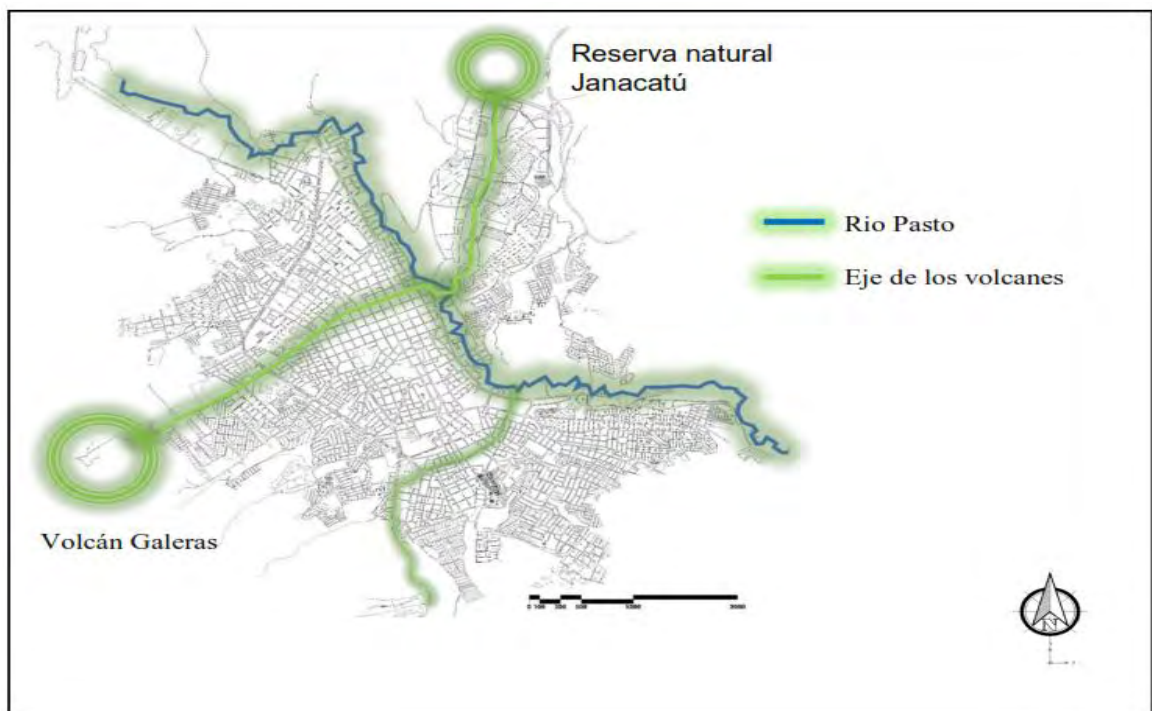 Reserva natural
Janacatú
Rio Pasto
Eje de los volcanes
Volcán Galeras
N